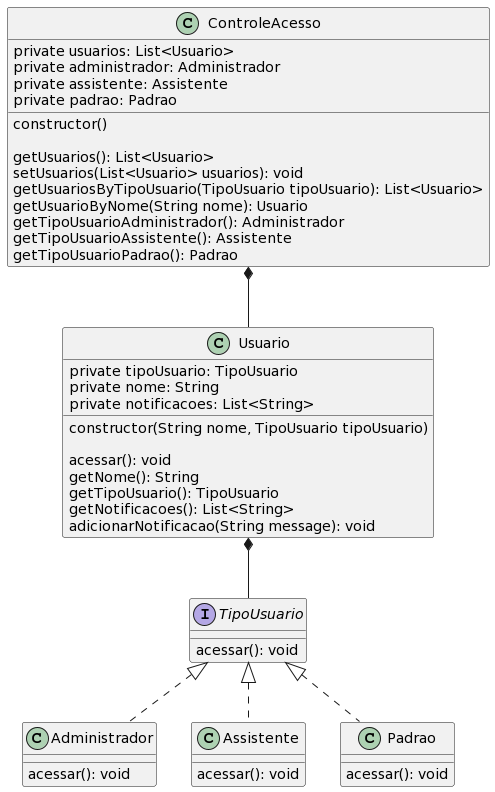 C ControleAcesso
private usuarios: List<Usuario>
private administrador: Administrador
private assistente: Assistente
private padrao: Padrao
constructor()
getUsuarios(): List<Usuario>
setUsuarios(List<Usuario> usuarios): void
getUsuariosByTipoUsuario(TipoUsuario tipoUsuario): List<Usuario>
getUsuarioByNome(String nome): Usuario
getTipoUsuarioAdministrador(): Administrador
getTipoUsuarioAssistente(): Assistente
getTipoUsuarioPadrao(): Padrao
C Usuario
private tipoUsuario: TipoUsuario
private nome: String
private notificacoes: List<String>
constructor(String nome, TipoUsuario tipoUsuario)
acessar(): void
getNome(): String
getTipoUsuario(): TipoUsuario
getNotificacoes(): List<String>
adicionarNotificacao(String message): void
I TipoUsuario
acessar(): void
C Administrador
acessar(): void
C Assistente
acessar(): void
C Padrao
acessar(): void